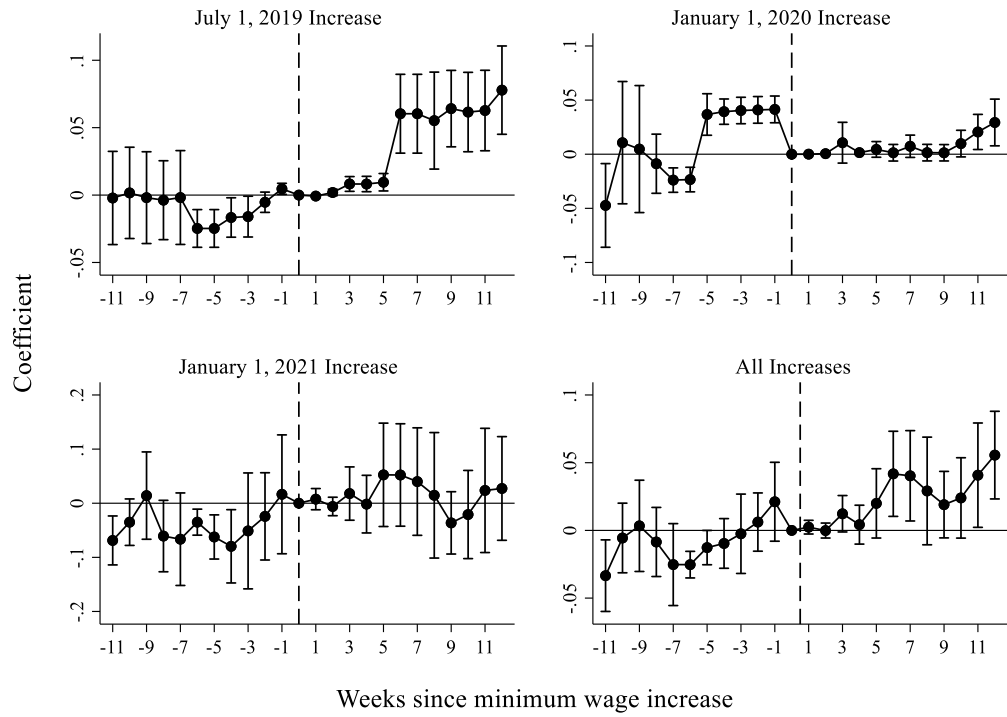 July 1, 2019 Increase
.1
.05
0
-.05
-11 -9 -7 -5 -3 -1 1 3 5 7 9 11
January 1, 2020 Increase
.1
.05
0
-.05
-.1
-11 -9 -7 -5 -3 -1 1 3 5 7 9 11
Coefficient
January 1, 2021 Increase
.2
.1
0
-.1
-.2
-11 -9 -7 -5 -3 -1 1 3 5 7 9 11
All Increases
.1
.05
0
-.05
-11 -9 -7 -5 -3 -1 1 3 5 7 9 11
Weeks since minimum wage increase